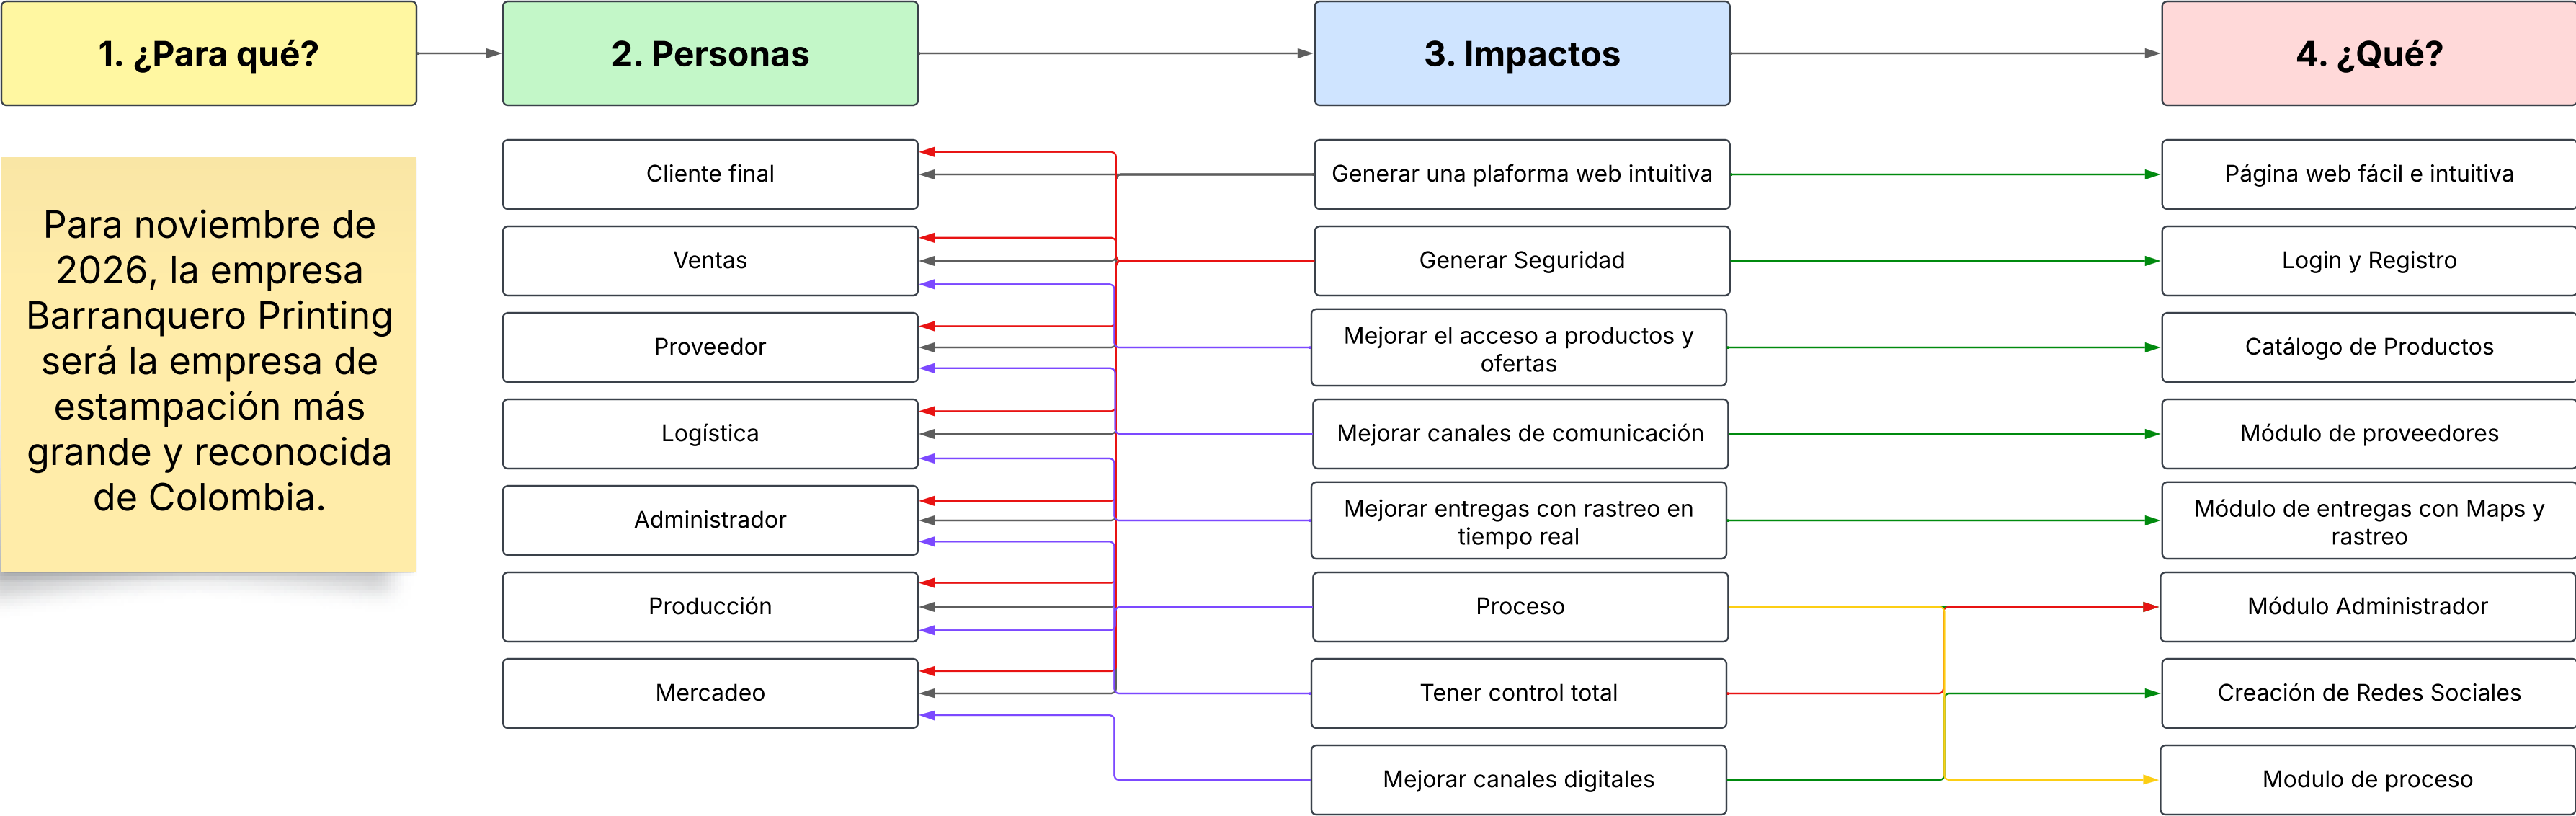 1. ¿Para qué?
2. Personas
3. Impactos
4. ¿Qué?
Para noviembre de
2026, la empresa
Barranquero Printing
será la empresa de
estampación más
grande y reconocida
de Colombia.
Cliente final
Ventas
Proveedor
Logística
Administrador
Producción
Mercadeo
Generar una plaforma web intuitiva
Generar Seguridad
Mejorar el acceso a productos y
ofertas
Mejorar canales de comunicación
Mejorar entregas con rastreo en
tiempo real
Proceso
Tener control total
Mejorar canales digitales
Página web fácil e intuitiva
Login y Registro
Catálogo de Productos
Módulo de proveedores
Módulo de entregas con Maps y
rastreo
Módulo Administrador
Creación de Redes Sociales
Modulo de proceso